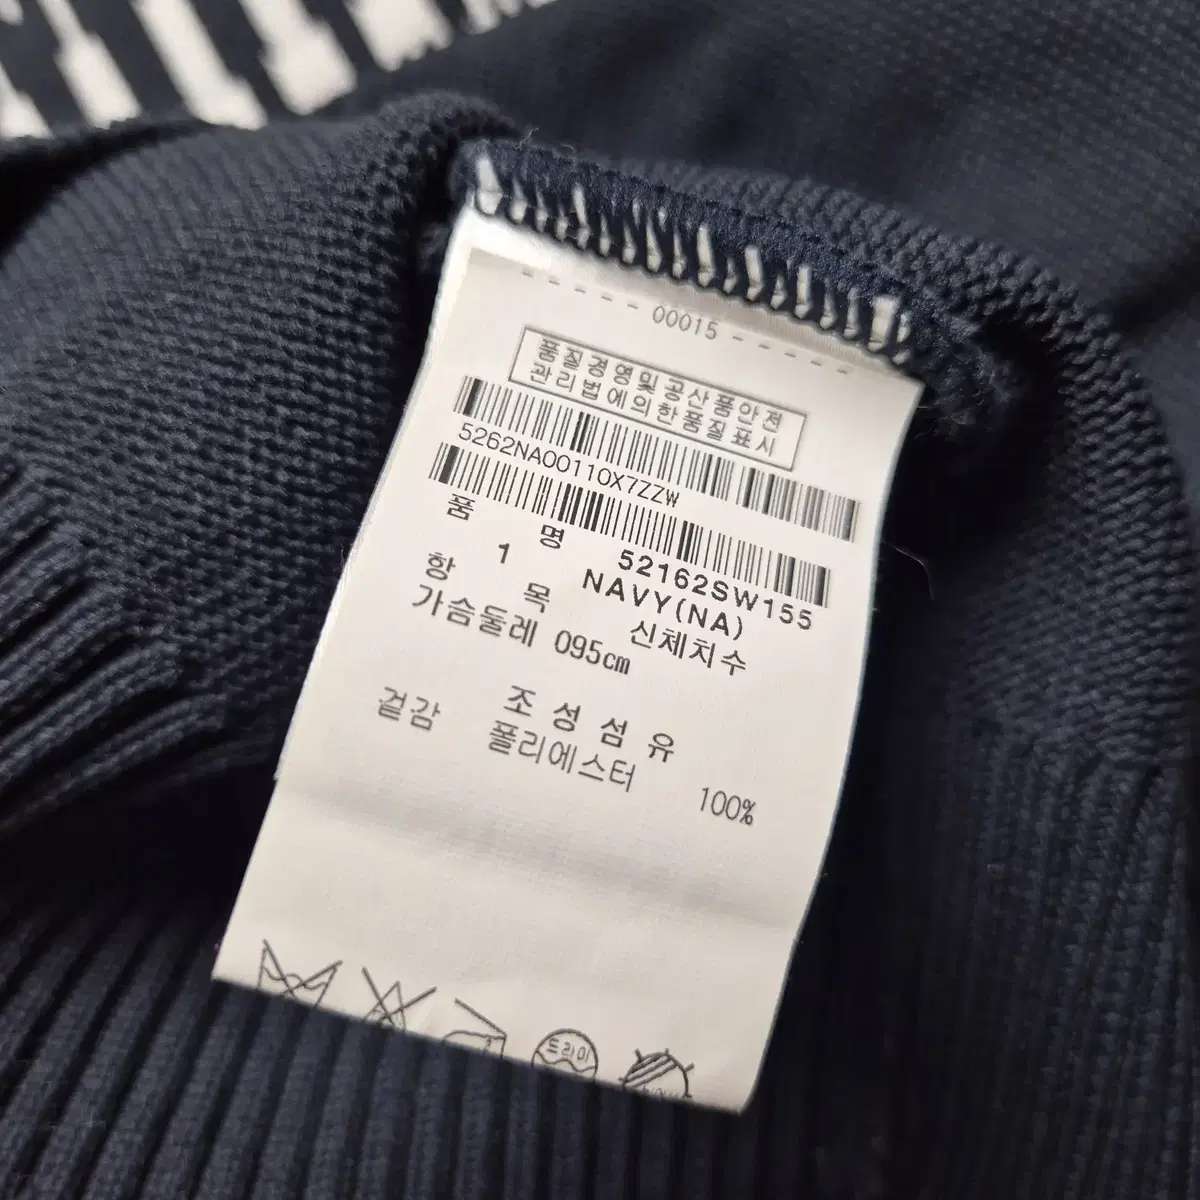 ----- 00015 -----
품질경영및공산품안전
관리법에의한품질표시
5262NA00110X7ZZW
품 명 52162SW155
1 NAVY(NA)
항 목 신체치수
가슴둘레 095cm
조성섬유
겉감 폴리에스터 100%
드라이